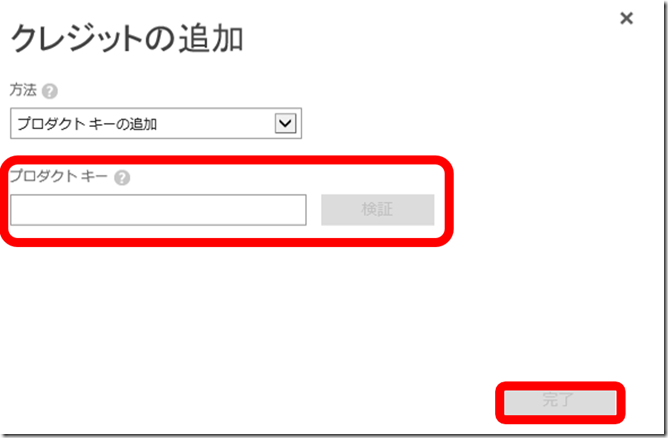 クレジットの追加
方法 ?
プロダクト キーの追加
プロダクト キー ?
検証
完了